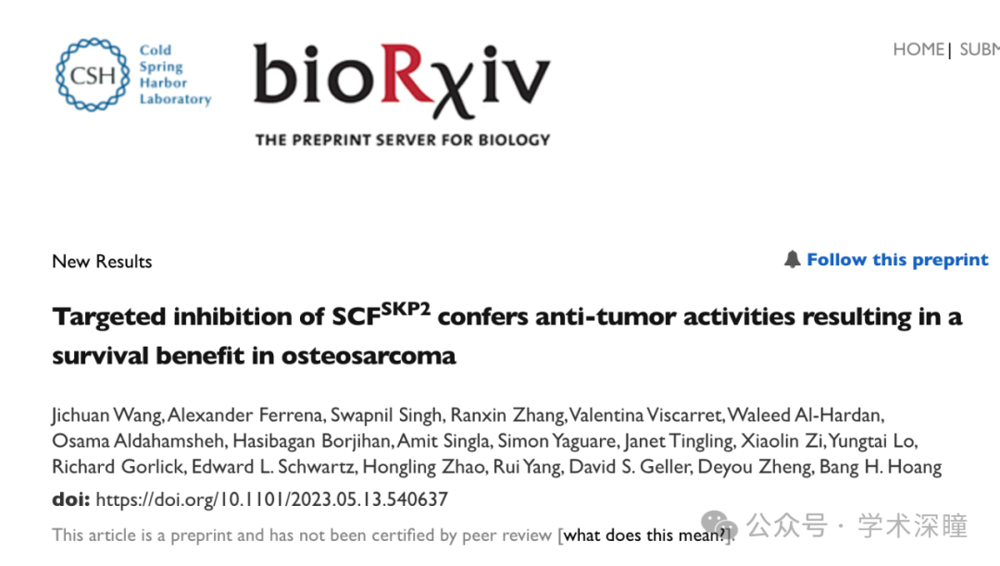 Cold
Spring
Harbor
Laboratory
CSH
bioRxiv
THE PREPRINT SERVER FOR BIOLOGY
HOME| SUBM
New Results
Follow this preprint
Targeted inhibition of SCF^SKP2 confers anti-tumor activities resulting in a
survival benefit in osteosarcoma
Jichuan Wang, Alexander Ferrena, Swapnil Singh, Ranxin Zhang, Valentina Viscarret, Waleed Al-Hardan,
Osama Aldahamsheh, Hasibagan Borjihan, Amit Singla, Simon Yaguare, Janet Tingling, Xiaolin Zi, Yungtai Lo,
Richard Gorlick, Edward L. Schwartz, Hongling Zhao, Rui Yang, David S. Geller, Deyou Zheng, Bang H. Hoang
doi: https://doi.org/10.1101/2023.05.13.540637
This article is a preprint and has not been certified by peer review [what does this mean?].
公众号 · 学术深瞳